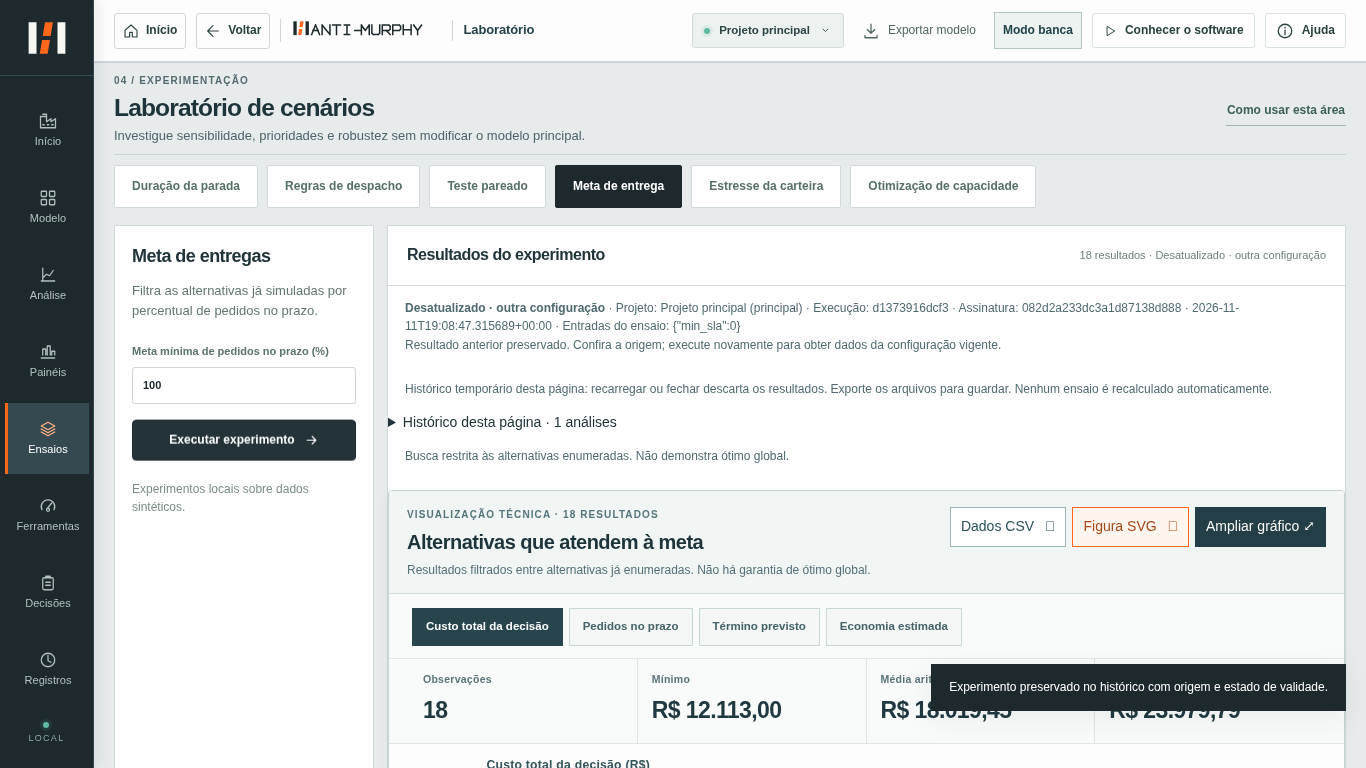 Início
Voltar
ANTI-MURPHY
Laboratório
Projeto principal
Exportar modelo
Modo banca
Conhecer o software
Ajuda
04 / EXPERIMENTAÇÃO
Laboratório de cenários
Investigue sensibilidade, prioridades e robustez sem modificar o modelo principal.
Como usar esta área
Início
Modelo
Análise
Painéis
Ensaios
Ferramentas
Decisões
Registros
LOCAL
Duração da parada
Regras de despacho
Teste pareado
Meta de entrega
Estresse da carteira
Otimização de capacidade
Meta de entregas
Filtra as alternativas já simuladas por
percentual de pedidos no prazo.
Meta mínima de pedidos no prazo (%)
100
Executar experimento →
Experimentos locais sobre dados
sintéticos.
Resultados do experimento
18 resultados · Desatualizado · outra configuração
Desatualizado · outra configuração · Projeto: Projeto principal (principal) · Execução: d1373916dcf3 · Assinatura: 082d2a233dc3a1d87138d888 · 2026-11-
11T19:08:47.315689+00:00 · Entradas do ensaio: {"min_sla":0}
Resultado anterior preservado. Confira a origem; execute novamente para obter dados da configuração vigente.
Histórico temporário desta página: recarregar ou fechar descarta os resultados. Exporte os arquivos para guardar. Nenhum ensaio é recalculado automaticamente.
Histórico desta página · 1 análises
Busca restrita às alternativas enumeradas. Não demonstra ótimo global.
VISUALIZAÇÃO TÉCNICA · 18 RESULTADOS
Alternativas que atendem à meta
Resultados filtrados entre alternativas já enumeradas. Não há garantia de ótimo global.
Dados CSV
Figura SVG
Ampliar gráfico ⤢
Custo total da decisão
Pedidos no prazo
Término previsto
Economia estimada
Observações
18
Mínimo
R$ 12.113,00
Média
R$ 18.019,45
R$ 23.979,79
Experimento preservado no histórico com origem e estado de validade.
Custo total da decisão (R$)